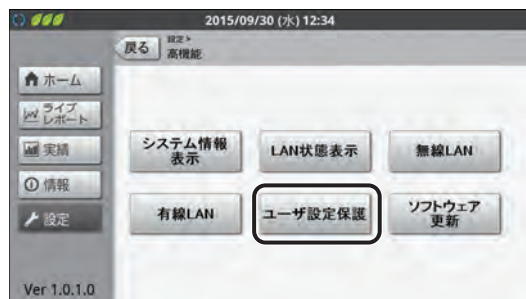 2015/09/30 (水) 12:34
戻る
設定>
高機能
ホーム
ライブ
レポート
実績
情報
設定
システム情報
表示
LAN状態表示
無線LAN
有線LAN
ユーザ設定保護
ソフトウェア
更新
Ver 1.0.1.0